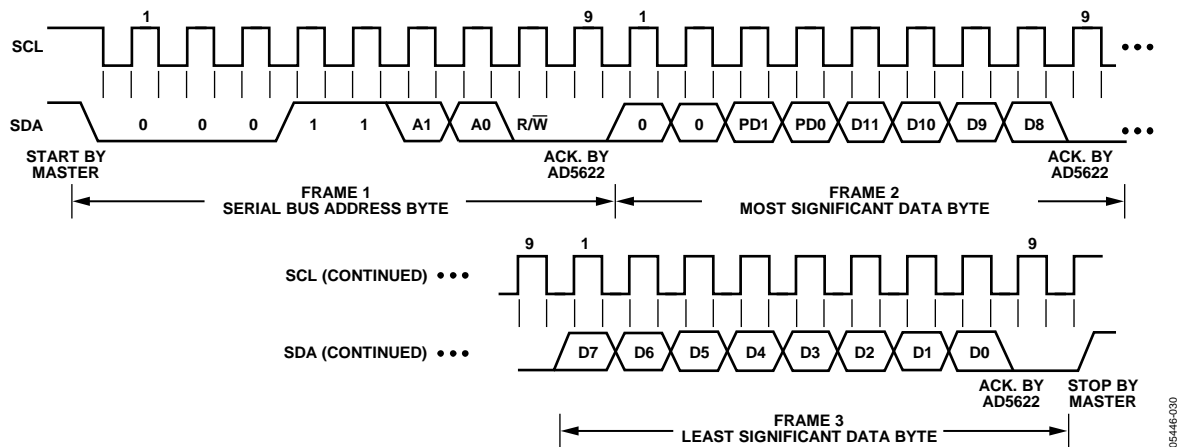 1 9 1 9
SCL
SDA 0 0 0 1 1 A1 A0 R/W̅ 0 0 PD1 PD0 D11 D10 D9 D8
START BY
MASTER
ACK. BY
AD5622
ACK. BY
AD5622
FRAME 1
SERIAL BUS ADDRESS BYTE
FRAME 2
MOST SIGNIFICANT DATA BYTE
9 1 9
SCL (CONTINUED)
SDA (CONTINUED) D7 D6 D5 D4 D3 D2 D1 D0
ACK. BY
AD5622
STOP BY
MASTER
FRAME 3
LEAST SIGNIFICANT DATA BYTE
05446-030